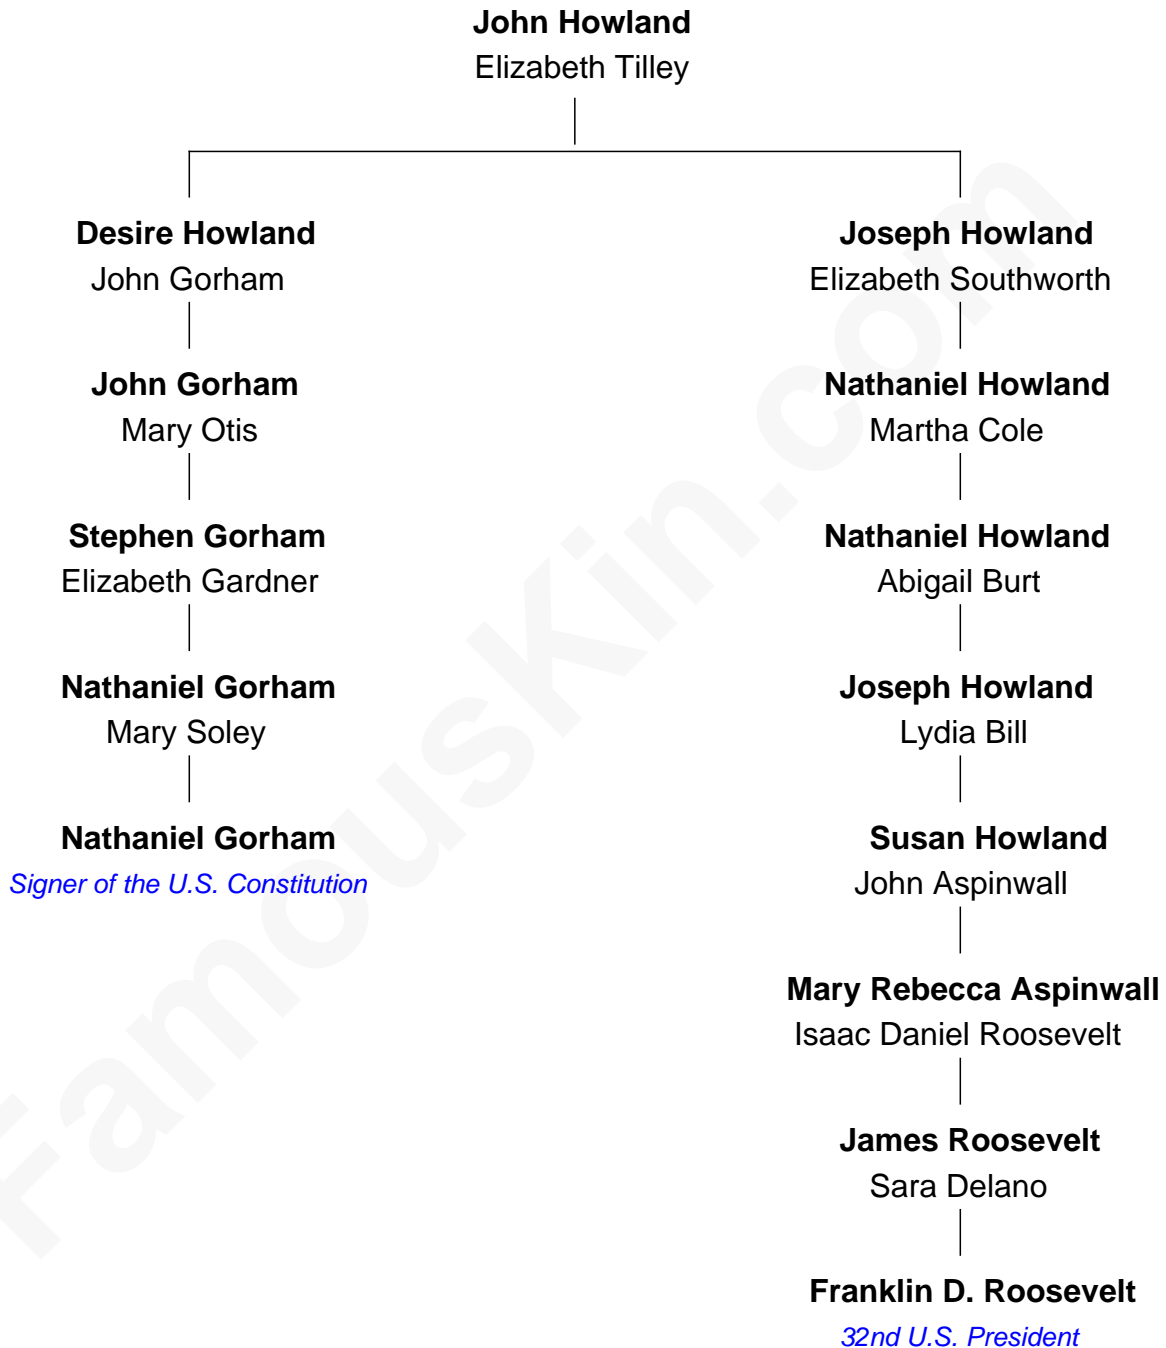 John Howland
Elizabeth Tilley
Desire Howland
John Gorham
Joseph Howland
Elizabeth Southworth
John Gorham
Mary Otis
Nathaniel Howland
Martha Cole
Stephen Gorham
Elizabeth Gardner
Nathaniel Howland
Abigail Burt
Nathaniel Gorham
Mary Soley
Joseph Howland
Lydia Bill
Nathaniel Gorham
Signer of the U.S. Constitution
Susan Howland
John Aspinwall
Mary Rebecca Aspinwall
Isaac Daniel Roosevelt
James Roosevelt
Sara Delano
Franklin D. Roosevelt
32nd U.S. President
FamousKin.com